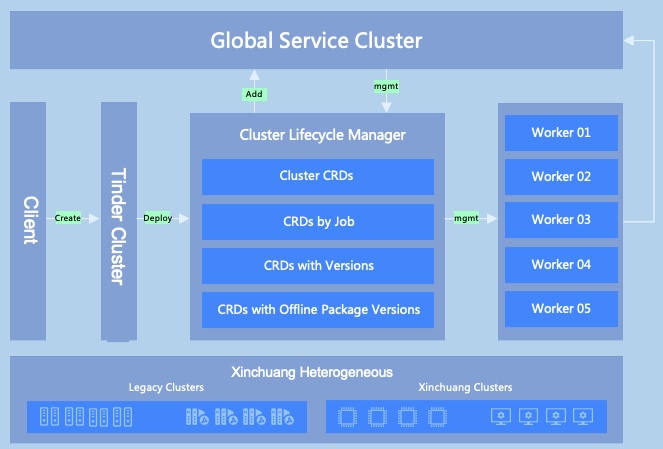 Global Service Cluster
Add
mgmt
Client
Create
Tinder Cluster
Deploy
Cluster Lifecycle Manager
Cluster CRDs
CRDs by Job
CRDs with Versions
CRDs with Offline Package Versions
mgmt
Worker 01
Worker 02
Worker 03
Worker 04
Worker 05
Xinchuang Heterogeneous
Legacy Clusters
Xinchuang Clusters